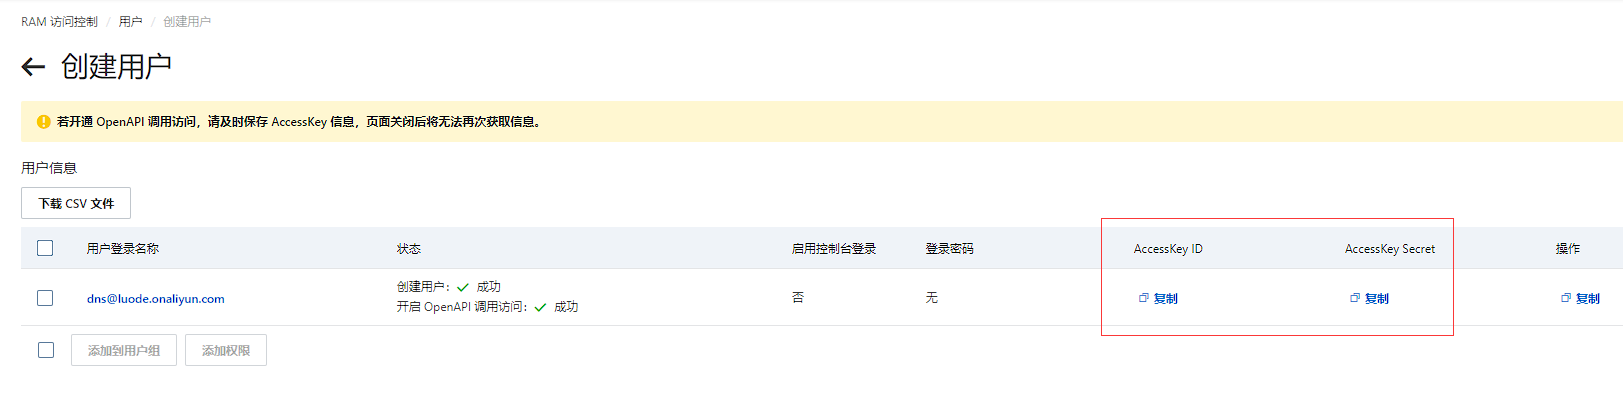 RAM 访问控制 / 用户 / 创建用户
创建用户
若开通 OpenAPI 调用访问，请及时保存 AccessKey 信息，页面关闭后将无法再次获取信息。
用户信息
下载 CSV 文件
用户登录名称 状态 启用控制台登录 登录密码 AccessKey ID AccessKey Secret 操作
dns@luode.onaliyun.com 创建用户： 成功 否 无 复制 复制 复制
开启 OpenAPI 调用访问： 成功
添加到用户组 添加权限